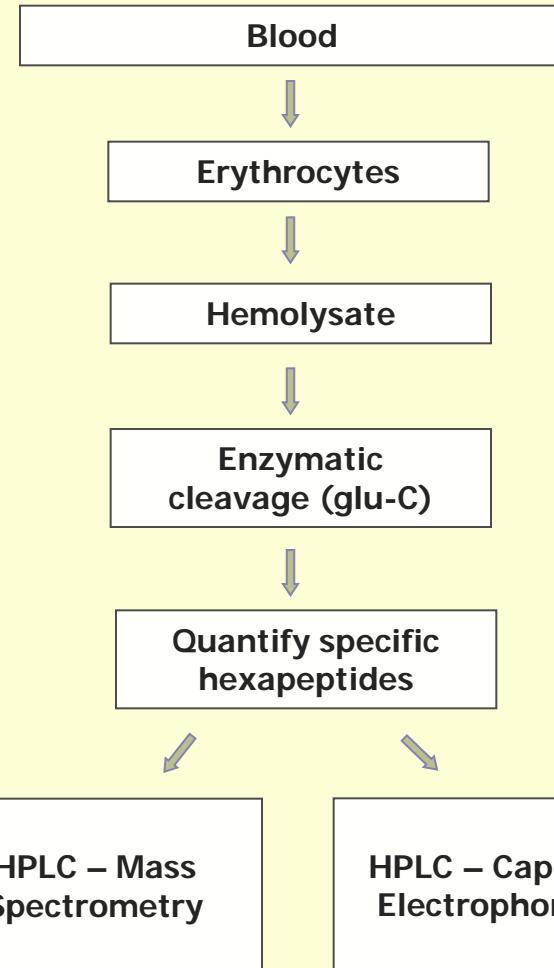 Blood
Erythrocytes
Hemolysate
Enzymatic
cleavage (glu-C)
Quantify specific
hexapeptides
HPLC – Mass
Spectrometry
HPLC – Cap
Electrophor